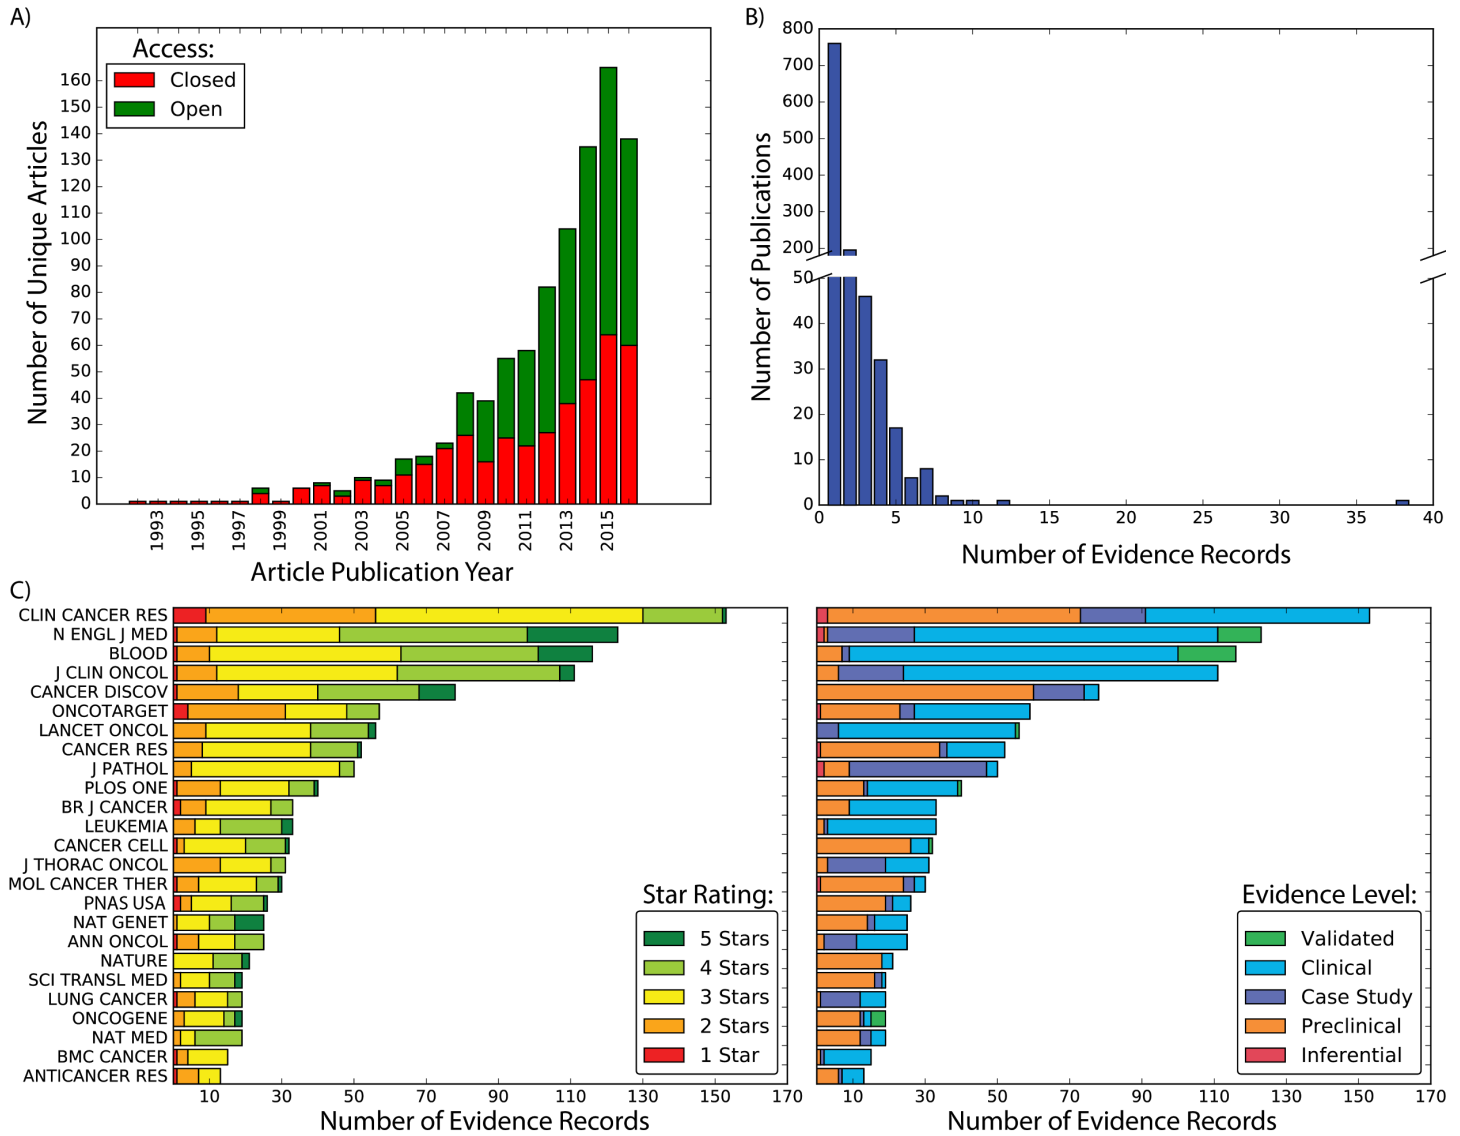 A)
Access:
Closed
Open
160
150
140
130
120
110
100
90
80
70
60
50
40
30
20
10
0
Number of Unique Articles
1993
1995
1997
1999
2001
2003
2005
2007
2009
2011
2013
2015
Article Publication Year
B)
800
700
600
500
400
300
200
50
40
30
20
10
0
Number of Publications
0
5
10
15
20
25
30
35
40
Number of Evidence Records
C)
CLIN CANCER RES
N ENGL J MED
BLOOD
J CLIN ONCOL
CANCER DISCOV
ONCOTARGET
LANCET ONCOL
CANCER RES
J PATHOL
PLOS ONE
BR J CANCER
LEUKEMIA
CANCER CELL
J THORAC ONCOL
MOL CANCER THER
PNAS USA
NAT GENET
ANN ONCOL
NATURE
SCI TRANSL MED
LUNG CANCER
ONCOGENE
NAT MED
BMC CANCER
ANTICANCER RES
Star Rating:
5 Stars
4 Stars
3 Stars
2 Stars
1 Star
10
30
50
70
90
110
130
150
170
Number of Evidence Records
Evidence Level:
Validated
Clinical
Case Study
Preclinical
Inferential
10
30
50
70
90
110
130
150
170
Number of Evidence Records